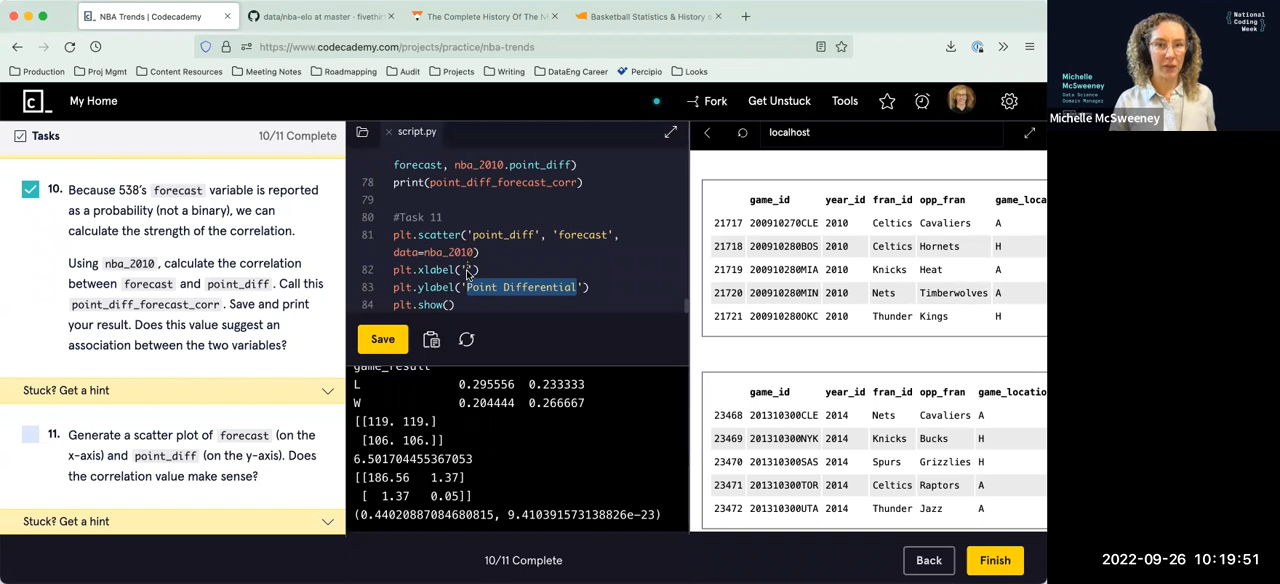 NBA Trends | Codecademy
data/nba-elo at master · fivethi
The Complete History Of The N
Basketball Statistics & History o
https://www.codecademy.com/projects/practice/nba-trends
Production
Proj Mgmt
Content Resources
Meeting Notes
Roadmapping
Audit
Projects
Writing
DataEng Career
Percipio
Looks
My Home
Fork
Get Unstuck
Tools
Tasks
10/11 Complete
10. Because 538's forecast variable is reported
as a probability (not a binary), we can
calculate the strength of the correlation.
Using nba_2010, calculate the correlation
between forecast and point_diff. Call this
point_diff_forecast_corr. Save and print
your result. Does this value suggest an
association between the two variables?
Stuck? Get a hint
11. Generate a scatter plot of forecast (on the
x-axis) and point_diff (on the y-axis). Does
the correlation value make sense?
Stuck? Get a hint
script.py
forecast, nba_2010.point_diff)
78 print(point_diff_forecast_corr)
79
80 #Task 11
81 plt.scatter('point_diff', 'forecast',
data=nba_2010)
82 plt.xlabel('')
83 plt.ylabel('Point Differential')
84 plt.show()
Save
game_result
L 0.295556 0.233333
W 0.204444 0.266667
[[119. 119.]
[106. 106.]]
6.501704455367053
[[186.56 1.37]
[ 1.37 0.05]]
(0.44020887084680815, 9.410391573138826e-23)
localhost
game_id year_id fran_id opp_fran game_loca
21717 200910270CLE 2010 Celtics Cavaliers A
21718 200910280BOS 2010 Celtics Hornets H
21719 200910280MIA 2010 Knicks Heat A
21720 200910280MIN 2010 Nets Timberwolves A
21721 200910280OKC 2010 Thunder Kings H
game_id year_id fran_id opp_fran game_locatio
23468 201310300CLE 2014 Nets Cavaliers A
23469 201310300NYK 2014 Knicks Bucks H
23470 201310300SAS 2014 Spurs Grizzlies H
23471 201310300TOR 2014 Celtics Raptors A
23472 201310300UTA 2014 Thunder Jazz A
10/11 Complete
Back
Finish
National
Coding
Week
Michelle
McSweeney
Data Science
Domain Manager
Michelle McSweeney
2022-09-26 10:19:51